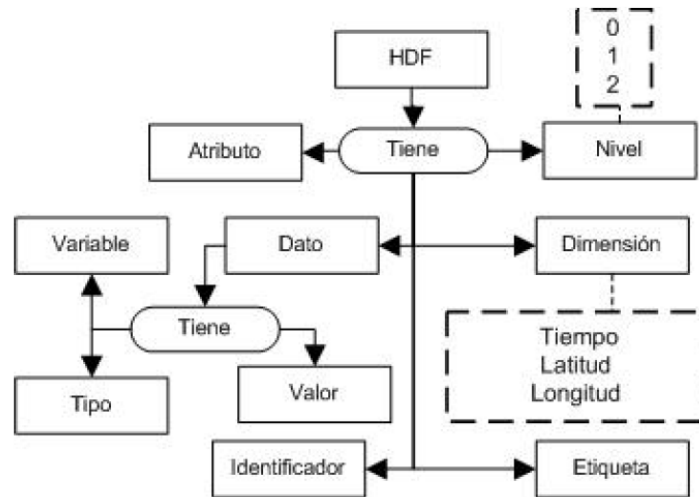 0
1
2
HDF
Atributo
Tiene
Nivel
Variable
Dato
Dimensión
Tiene
Tiempo
Latitud
Longitud
Tipo
Valor
Identificador
Etiqueta